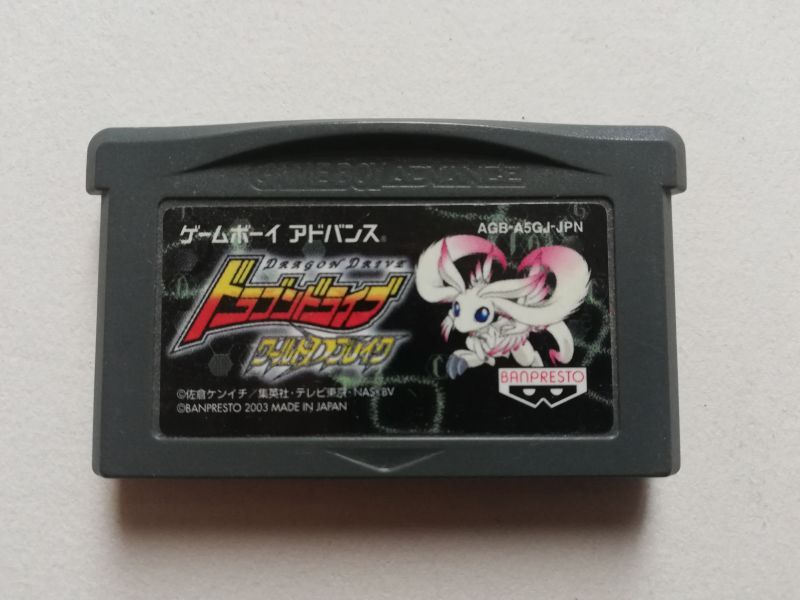 GAME BOY ADVANCE
ゲームボーイ アドバンス®
AGB-A5GJ-JPN
DRAGON DRIVE
ドラゴンドライブ
ワールドDブレイク
BANPRESTO
©佐倉ケンイチ/集英社・テレビ東京・NAS・BV
©BANPRESTO 2003 MADE IN JAPAN